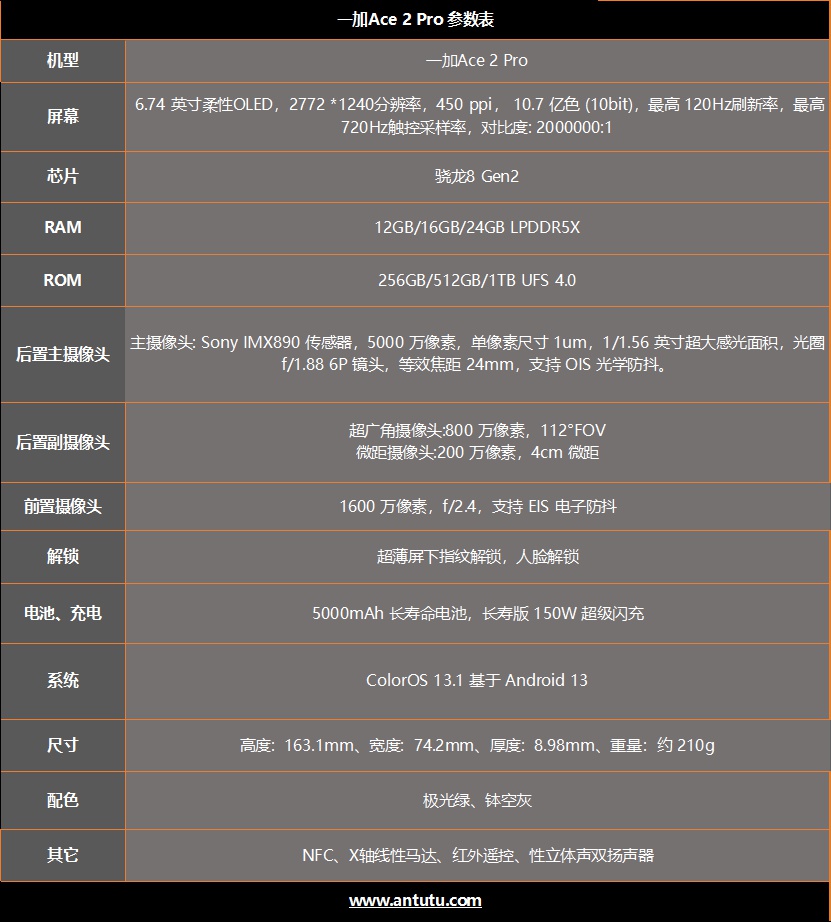 一加Ace 2 Pro 参数表
机型
一加Ace 2 Pro
屏幕
6.74 英寸柔性OLED，2772 *1240分辨率，450 ppi， 10.7 亿色 (10bit)，最高 120Hz刷新率，最高
720Hz触控采样率，对比度: 2000000:1
芯片
骁龙8 Gen2
RAM
12GB/16GB/24GB LPDDR5X
ROM
256GB/512GB/1TB UFS 4.0
后置主摄像头
主摄像头: Sony IMX890 传感器，5000 万像素，单像素尺寸 1um，1/1.56 英寸超大感光面积，光圈
f/1.88 6P 镜头，等效焦距 24mm，支持 OIS 光学防抖。
后置副摄像头
超广角摄像头:800 万像素，112°FOV
微距摄像头:200 万像素，4cm 微距
前置摄像头
1600 万像素，f/2.4，支持 EIS 电子防抖
解锁
超薄屏下指纹解锁，人脸解锁
电池、充电
5000mAh 长寿命电池，长寿版 150W 超级闪充
系统
ColorOS 13.1 基于 Android 13
尺寸
高度：163.1mm、宽度：74.2mm、厚度：8.98mm、重量：约 210g
配色
极光绿、钛空灰
其它
NFC、X轴线性马达、红外遥控、性立体声双扬声器
www.antutu.com